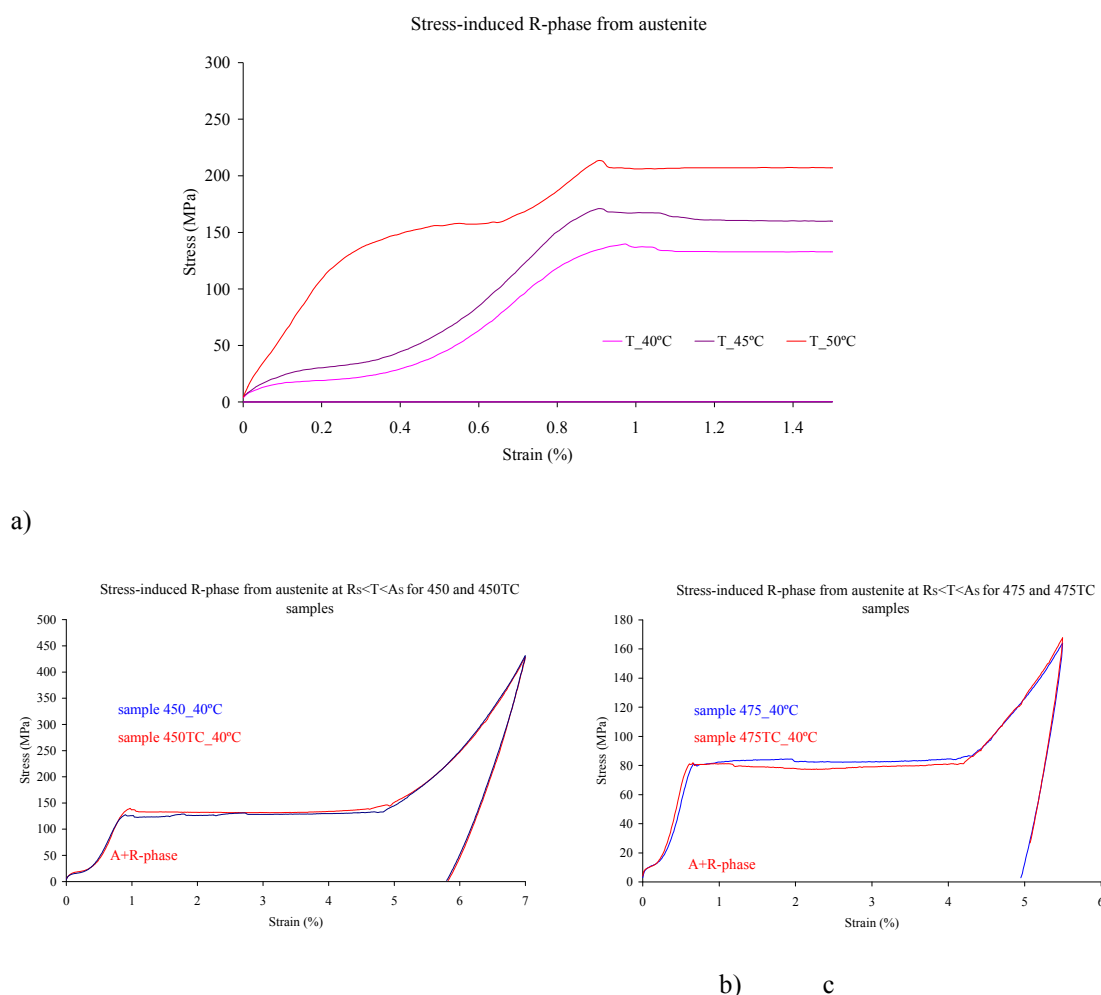 Stress-induced R-phase from austenite
300
250
200
150
100
50
0
Stress (MPa)
T_40ºC T_45ºC T_50ºC
0 0.2 0.4 0.6 0.8 1 1.2 1.4
Strain (%)
a)
Stress-induced R-phase from austenite at Rs<T<As for 450 and 450TC
samples
500
450
400
350
300
250
200
150
100
50
0
Stress (MPa)
sample 450_40ºC
sample 450TC_40ºC
A+R-phase
0 1 2 3 4 5 6 7
Strain (%)
Stress-induced R-phase from austenite at Rs<T<As for 475 and 475TC
samples
180
160
140
120
100
80
60
40
20
0
Stress (MPa)
sample 475_40ºC
sample 475TC_40ºC
A+R-phase
0 1 2 3 4 5 6
Strain (%)
b) c